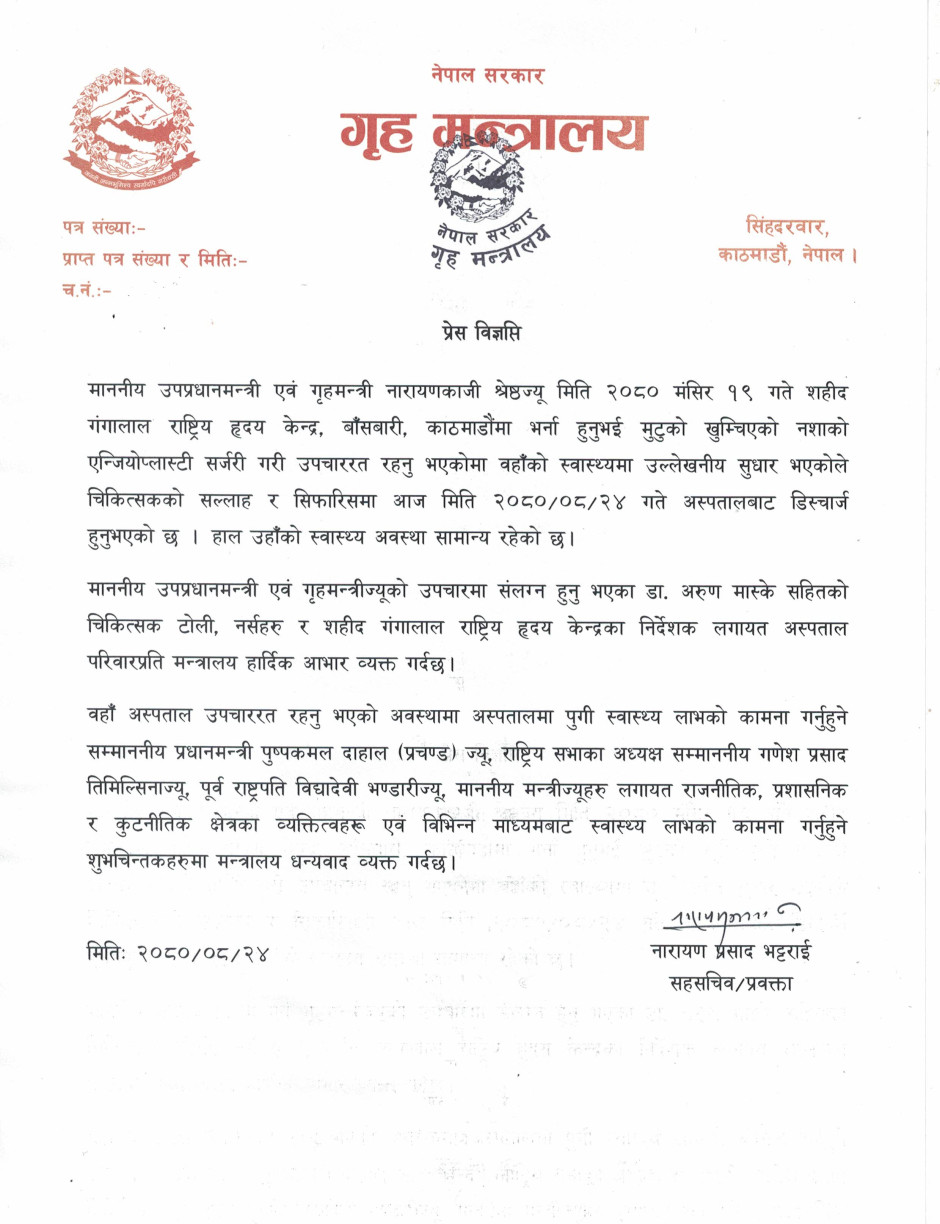 नेपाल सरकार
गृह मन्त्रालय
नेपाल सरकार
गृह मन्त्रालय
पत्र संख्याः-
प्राप्त पत्र संख्या र मितिः-
च.नं.:-
सिंहदरवार,
काठमाडौं, नेपाल ।
प्रेस विज्ञप्ति
माननीय उपप्रधानमन्त्री एवं गृहमन्त्री नारायणकाजी श्रेष्ठज्यू मिति २०८० मंसिर १९ गते शहीद
गंगालाल राष्ट्रिय हृदय केन्द्र, बाँसबारी, काठमाडौंमा भर्ना हुनुभई मुटुको खुम्चिएको नशाको
एन्जियोप्लास्टी सर्जरी गरी उपचाररत रहनु भएकोमा वहाँको स्वास्थ्यमा उल्लेखनीय सुधार भएकोले
चिकित्सकको सल्लाह र सिफारिसमा आज मिति २०८०/०८/२४ गते अस्पतालबाट डिस्चार्ज
हुनुभएको छ । हाल उहाँको स्वास्थ्य अवस्था सामान्य रहेको छ।
माननीय उपप्रधानमन्त्री एवं गृहमन्त्रीज्यूको उपचारमा संलग्न हुनु भएका डा. अरुण मास्के सहितको
चिकित्सक टोली, नर्सहरु र शहीद गंगालाल राष्ट्रिय हृदय केन्द्रका निर्देशक लगायत अस्पताल
परिवारप्रति मन्त्रालय हार्दिक आभार व्यक्त गर्दछ।
वहाँ अस्पताल उपचाररत रहनु भएको अवस्थामा अस्पतालमा पुगी स्वास्थ्य लाभको कामना गर्नुहुने
सम्माननीय प्रधानमन्त्री पुष्पकमल दाहाल (प्रचण्ड) ज्यू, राष्ट्रिय सभाका अध्यक्ष सम्माननीय गणेश प्रसाद
तिमिल्सिनाज्यू, पूर्व राष्ट्रपति विद्यादेवी भण्डारीज्यू, माननीय मन्त्रीज्यूहरु लगायत राजनीतिक, प्रशासनिक
र कुटनीतिक क्षेत्रका व्यक्तित्वहरू एवं विभिन्न माध्यमबाट स्वास्थ्य लाभको कामना गर्नुहुने
शुभचिन्तकहरुमा मन्त्रालय धन्यवाद व्यक्त गर्दछ।
मितिः २०८०/०८/२४
नारायण प्रसाद भट्टराई
सहसचिव/प्रवक्ता